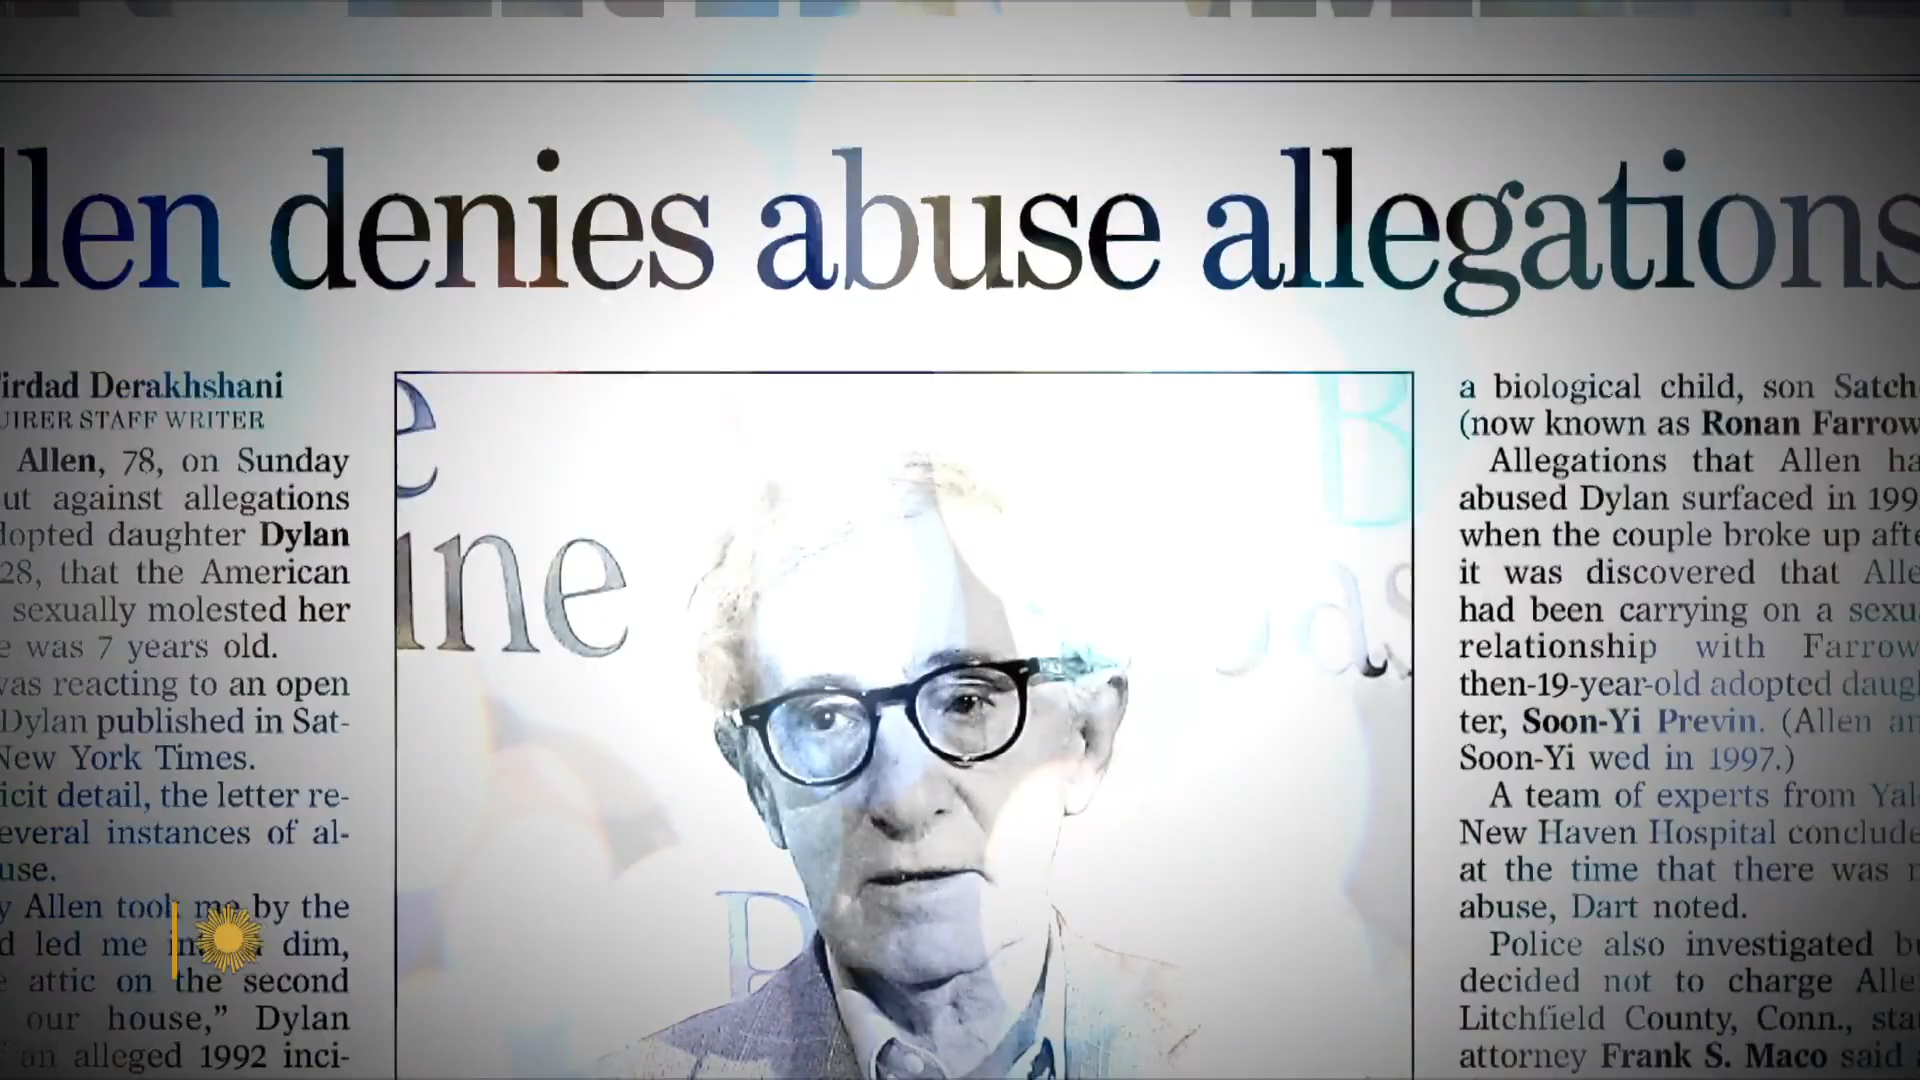 llen denies abuse allegations
irdad Derakhshani
UIRER STAFF WRITER
Allen, 78, on Sunday
ut against allegations
dopted daughter Dylan
28, that the American
sexually molested her
e was 7 years old.
was reacting to an open
Dylan published in Sat-
New York Times.
icit detail, the letter re-
everal instances of al-
use.
y Allen took me by the
d led me in dim,
e attic on the second
our house,” Dylan
an alleged 1992 inci-
e
ine
B
das
B
a biological child, son Satch
(now known as Ronan Farrow
Allegations that Allen ha
abused Dylan surfaced in 199
when the couple broke up afte
it was discovered that Alle
had been carrying on a sexu
relationship with Farrow
then-19-year-old adopted daugh
ter, Soon-Yi Previn. (Allen an
Soon-Yi wed in 1997.)
A team of experts from Yal
New Haven Hospital conclude
at the time that there was n
abuse, Dart noted.
Police also investigated bu
decided not to charge Alle
Litchfield County, Conn., sta
attorney Frank S. Maco said